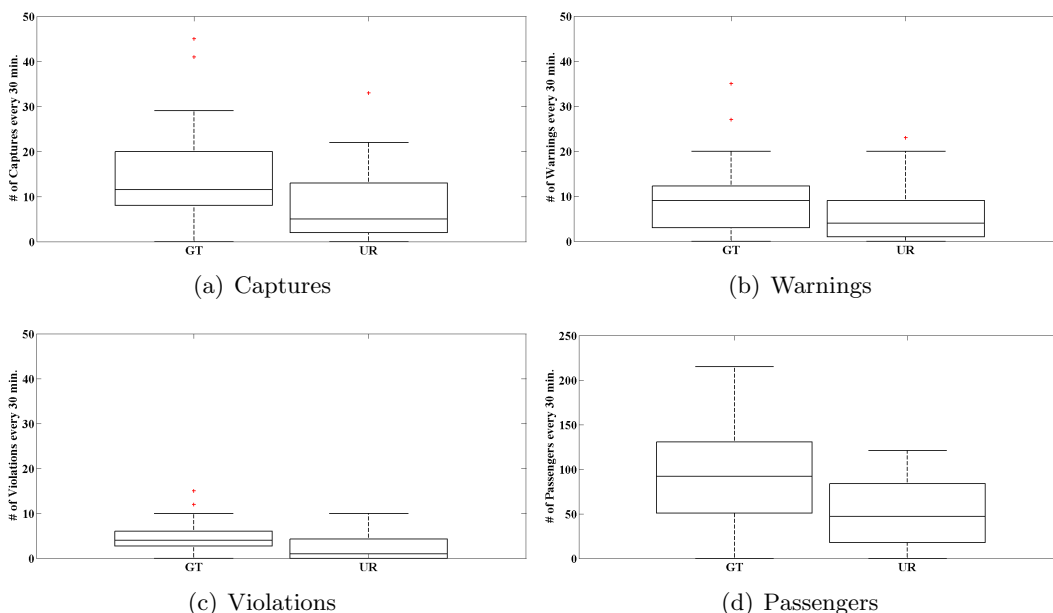 # of Captures every 30 min.
50
40
30
20
10
0
GT UR
(a) Captures
# of Warnings every 30 min.
50
40
30
20
10
0
GT UR
(b) Warnings
# of Violations every 30 min.
50
40
30
20
10
0
GT UR
(c) Violations
# of Passengers every 30 min.
250
200
150
100
50
0
GT UR
(d) Passengers